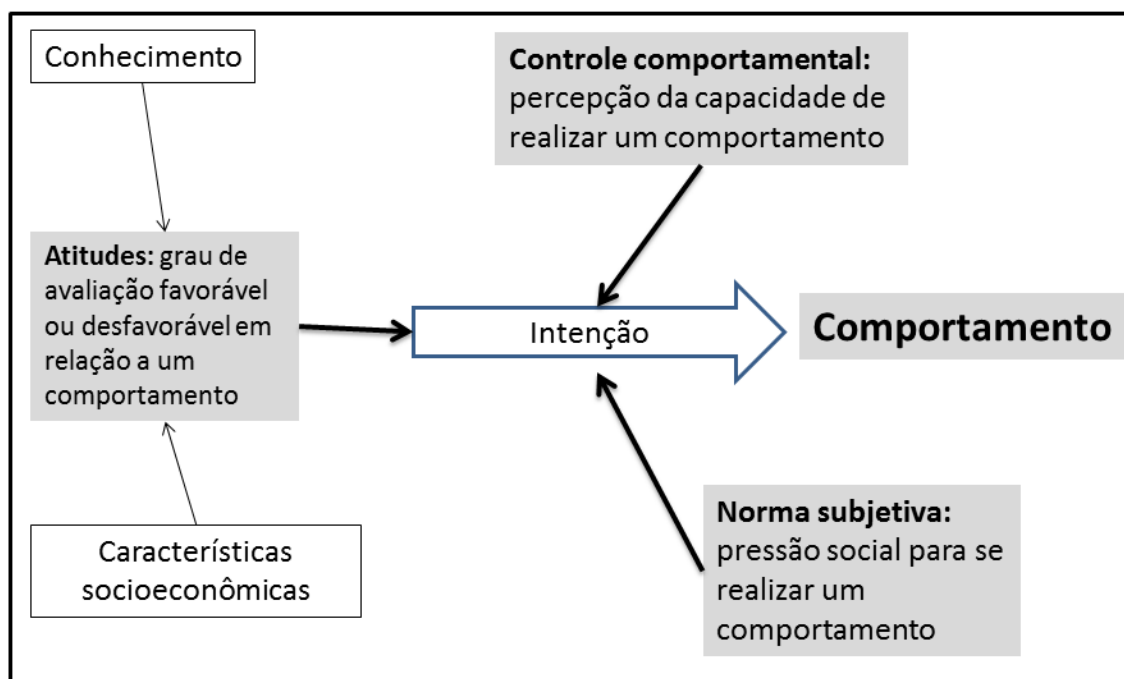 Conhecimento
Controle comportamental:
percepção da capacidade de
realizar um comportamento
Atitudes: grau de
avaliação favorável
ou desfavorável em
relação a um
comportamento
Intenção
Comportamento
Característísticas
socioeconômicas
Norma subjetiva:
pressão social para se
realizar um
comportamento